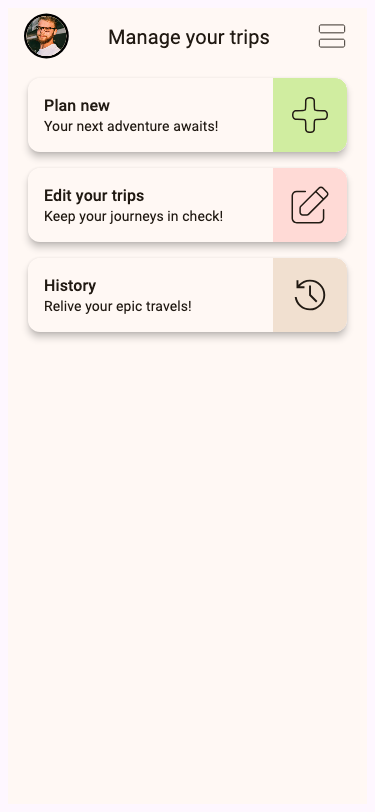 Manage your trips
Plan new
Your next adventure awaits!
Edit your trips
Keep your journeys in check!
History
Relive your epic travels!